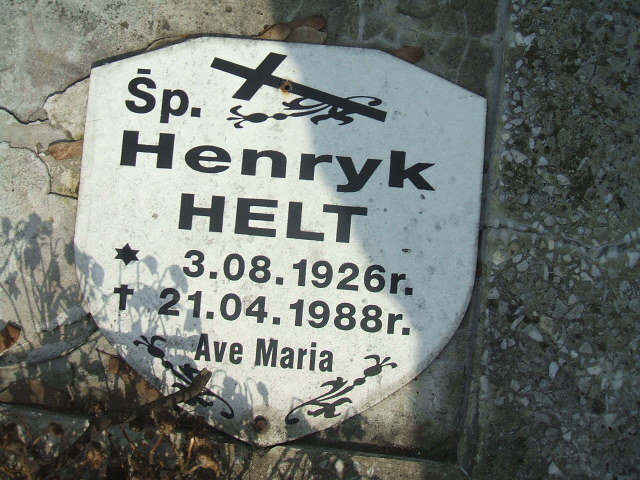 Śp.
Henryk
HELT
✶ 3.08.1926r.
✝ 21.04.1988r.
Ave Maria